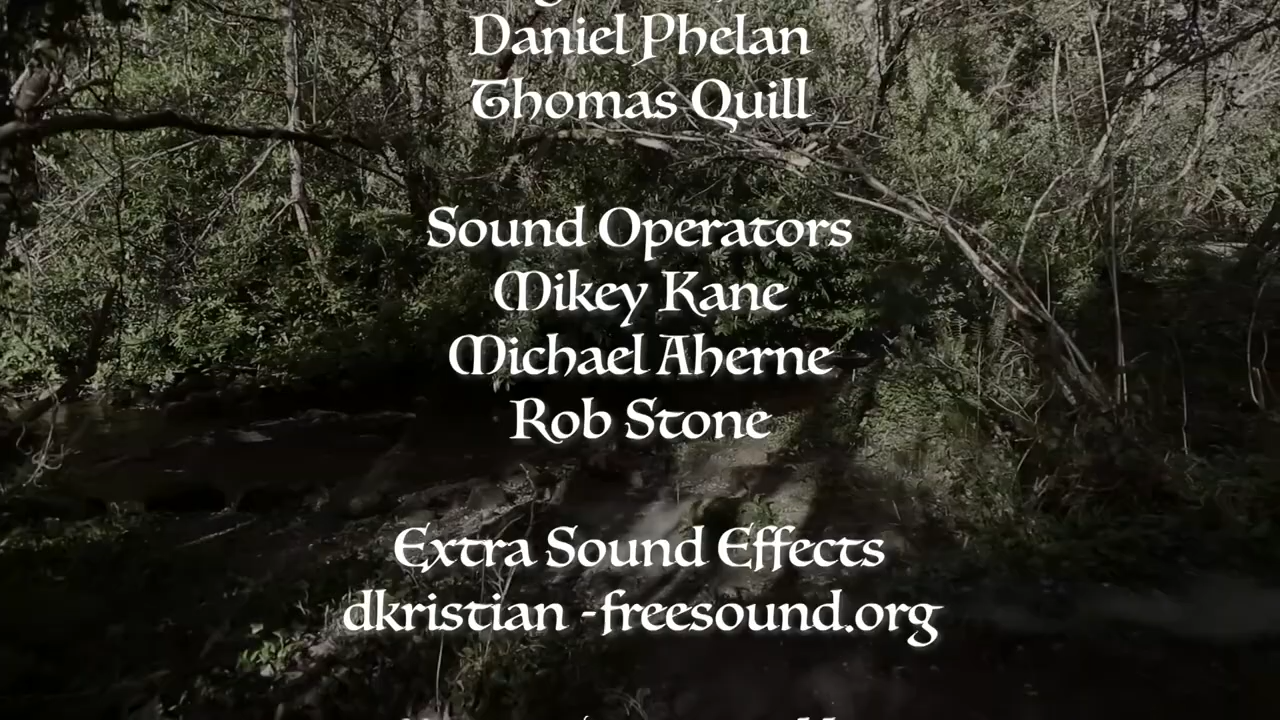 Daniel Phelan
Thomas Quill
Sound Operators
Mikey Kane
Michael Aherne
Rob Stone
Extra Sound Effects
dkristian -freesound.org